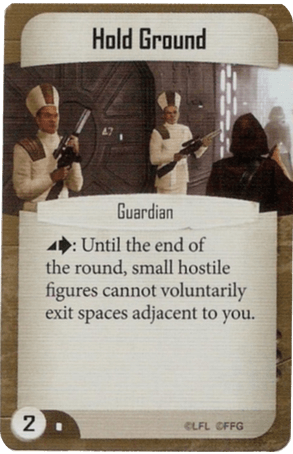 Hold Ground
47
Guardian
: Until the end of
the round, small hostile
figures cannot voluntarily
exit spaces adjacent to you.
2
©LFL ©FFG